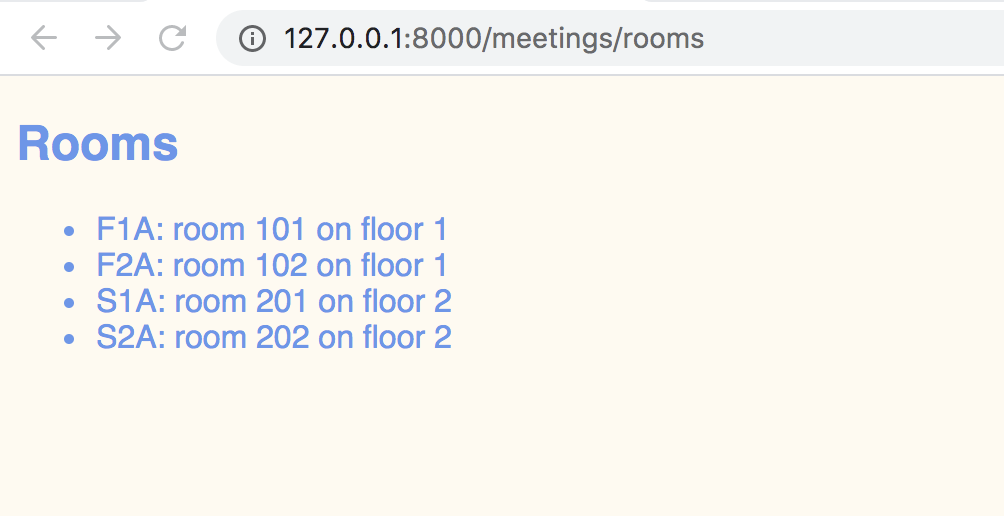 127.0.0.1:8000/meetings/rooms
Rooms
F1A: room 101 on floor 1
F2A: room 102 on floor 1
S1A: room 201 on floor 2
S2A: room 202 on floor 2